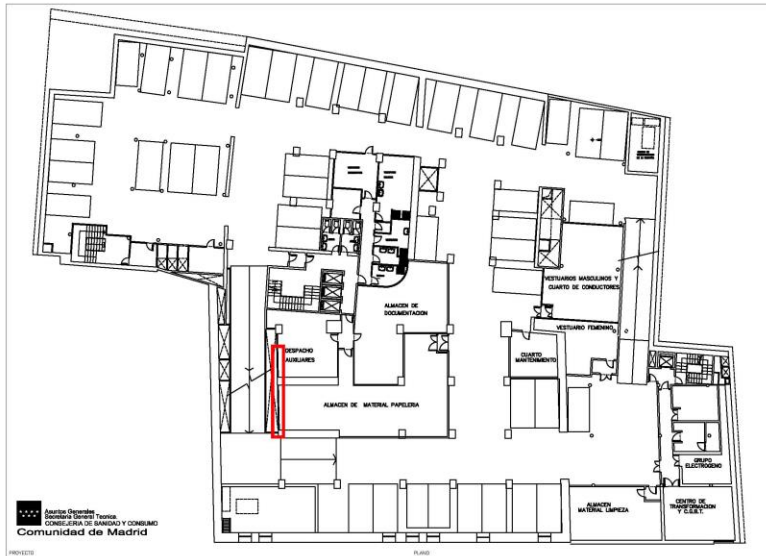 VESTUARIOS MASCULINOS Y
CUARTO DE CONDUCTORES
ALMACEN DE
DOCUMENTACION
VESTUARIO FEMENINO
DESPACHO
AUXILIARES
CUARTO
MANTENIMIENTO
ALMACEN DE MATERIAL PAPELERIA
GRUPO
ELECTROGENO
ALMACEN
MATERIAL LIMPIEZA
CENTRO DE
TRANSFORMACION
Y C.G.B.T.
Asuntos Generales
Secretaria General Tecnica
CONSEJERIA DE SANIDAD Y CONSUMO
Comunidad de Madrid
PROYECTO
PLANO